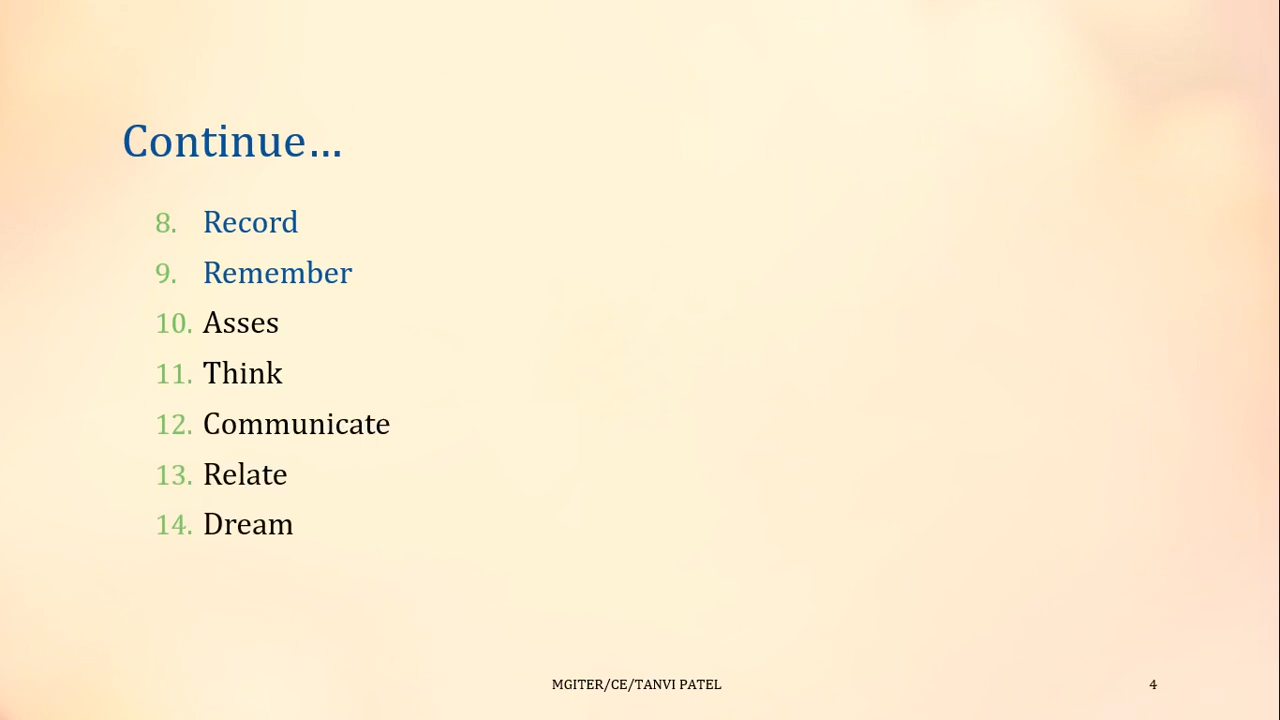 Continue...
8. Record
9. Remember
10. Asses
11. Think
12. Communicate
13. Relate
14. Dream
MGITER/CE/TANVI PATEL
4